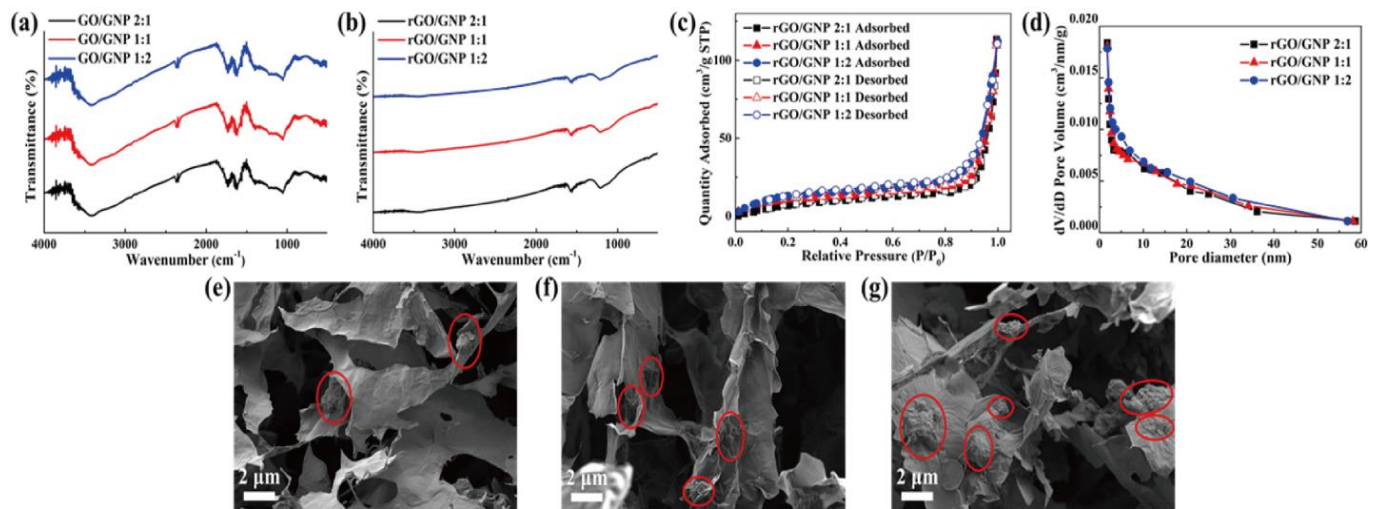 (a)
GO/GNP 2:1
GO/GNP 1:1
GO/GNP 1:2
Transmittance (%)
4000 3000 2000 1000
Wavenumber (cm⁻¹)
(b)
rGO/GNP 2:1
rGO/GNP 1:1
rGO/GNP 1:2
Transmittance (%)
4000 3000 2000 1000
Wavenumber (cm⁻¹)
(c)
rGO/GNP 2:1 Adsorbed
rGO/GNP 1:1 Adsorbed
rGO/GNP 1:2 Adsorbed
rGO/GNP 2:1 Desorbed
rGO/GNP 1:1 Desorbed
rGO/GNP 1:2 Desorbed
Quantity Adsorbed (cm³/g STP)
100
50
0
0.0 0.2 0.4 0.6 0.8 1.0
Relative Pressure (P/P₀)
(d)
rGO/GNP 2:1
rGO/GNP 1:1
rGO/GNP 1:2
dV/dD Pore Volume (cm³/nm/g)
0.020
0.015
0.010
0.005
0.000
0 10 20 30 40 50 60
Pore diameter (nm)
(e)
2 μm
(f)
2 μm
(g)
2 μm